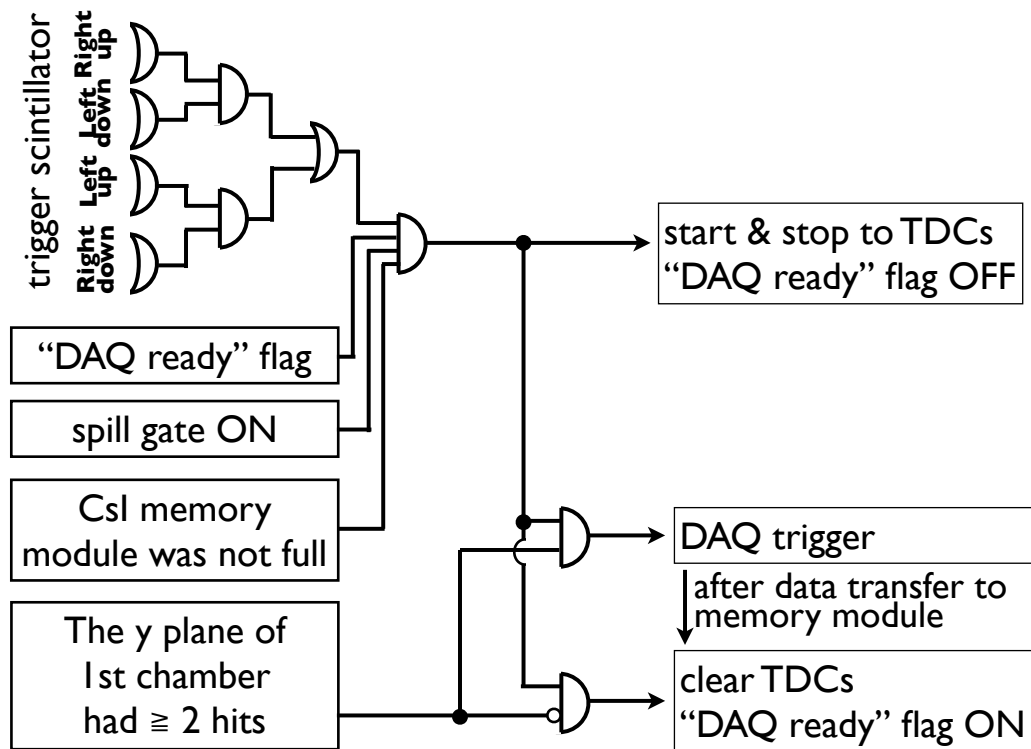 trigger scintillator
Right
up
Left
down
Left
up
Right
down
“DAQ ready” flag
spill gate ON
CsI memory
module was not full
The y plane of
1st chamber
had ≧ 2 hits
start & stop to TDCs
“DAQ ready” flag OFF
DAQ trigger
after data transfer to
memory module
clear TDCs
“DAQ ready” flag ON